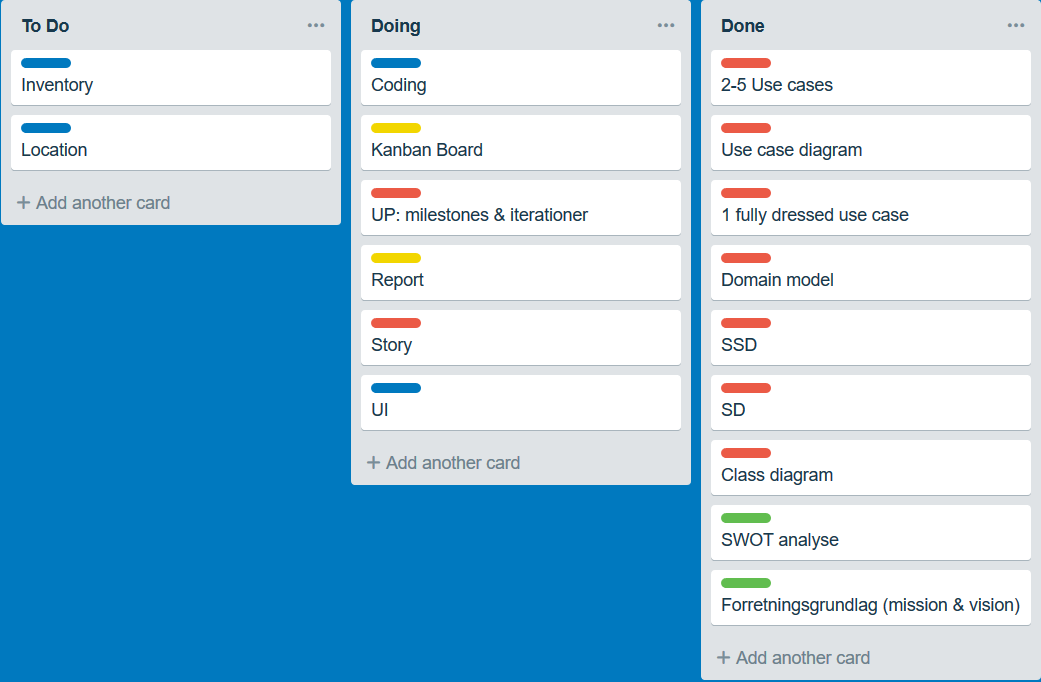 To Do
Inventory
Location
+ Add another card
Doing
Coding
Kanban Board
UP: milestones & iterationer
Report
Story
UI
+ Add another card
Done
2-5 Use cases
Use case diagram
1 fully dressed use case
Domain model
SSD
SD
Class diagram
SWOT analyse
Forretningsgrundlag (mission & vision)
+ Add another card